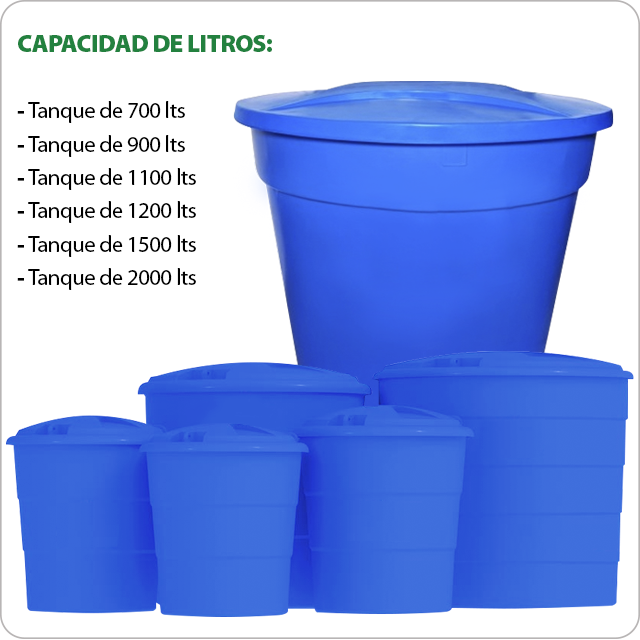 CAPACIDAD DE LITROS:
- Tanque de 700 lts
- Tanque de 900 lts
- Tanque de 1100 lts
- Tanque de 1200 lts
- Tanque de 1500 lts
- Tanque de 2000 lts